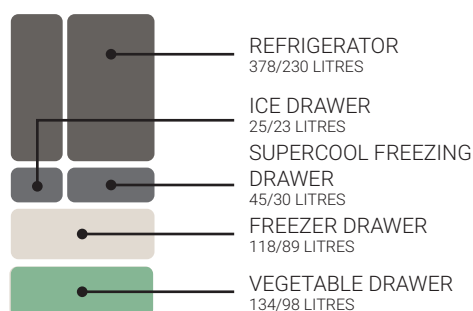 REFRIGERATOR
378/230 LITRES
ICE DRAWER
25/23 LITRES
SUPERCOOL FREEZING
DRAWER
45/30 LITRES
FREEZER DRAWER
118/89 LITRES
VEGETABLE DRAWER
134/98 LITRES